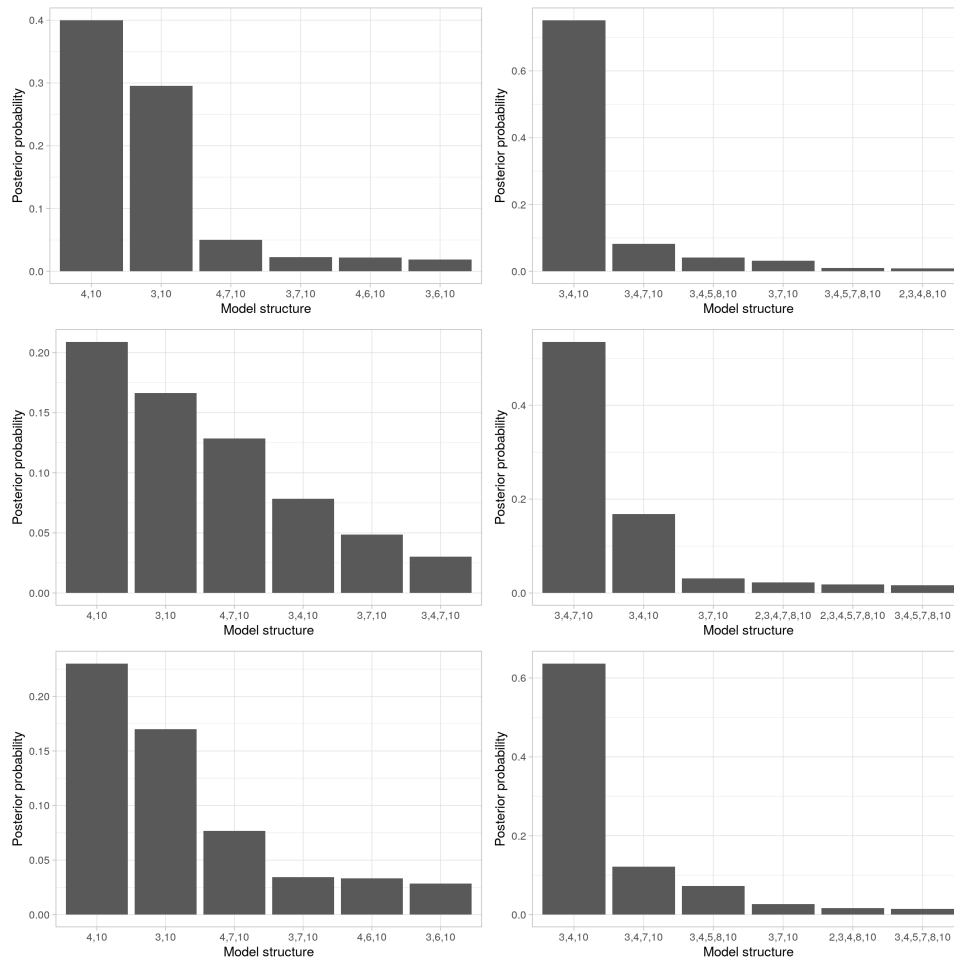 Posterior probability
0.4
0.3
0.2
0.1
0.0
4,10 3,10 4,7,10 3,7,10 4,6,10 3,6,10
Model structure
Posterior probability
0.6
0.4
0.2
0.0
3,4,10 3,4,7,10 3,4,5,8,10 3,7,10 3,4,5,7,8,10 2,3,4,8,10
Model structure
Posterior probability
0.20
0.15
0.10
0.05
0.00
4,10 3,10 4,7,10 3,4,10 3,7,10 3,4,7,10
Model structure
Posterior probability
0.4
0.2
0.0
3,4,7,10 3,4,10 3,7,10 2,3,4,7,8,10 2,3,4,5,7,8,10 3,4,5,7,8,10
Model structure
Posterior probability
0.20
0.15
0.10
0.05
0.00
4,10 3,10 4,7,10 3,7,10 4,6,10 3,6,10
Model structure
Posterior probability
0.6
0.4
0.2
0.0
3,4,10 3,4,7,10 3,4,5,8,10 3,7,10 2,3,4,8,10 3,4,5,7,8,10
Model structure